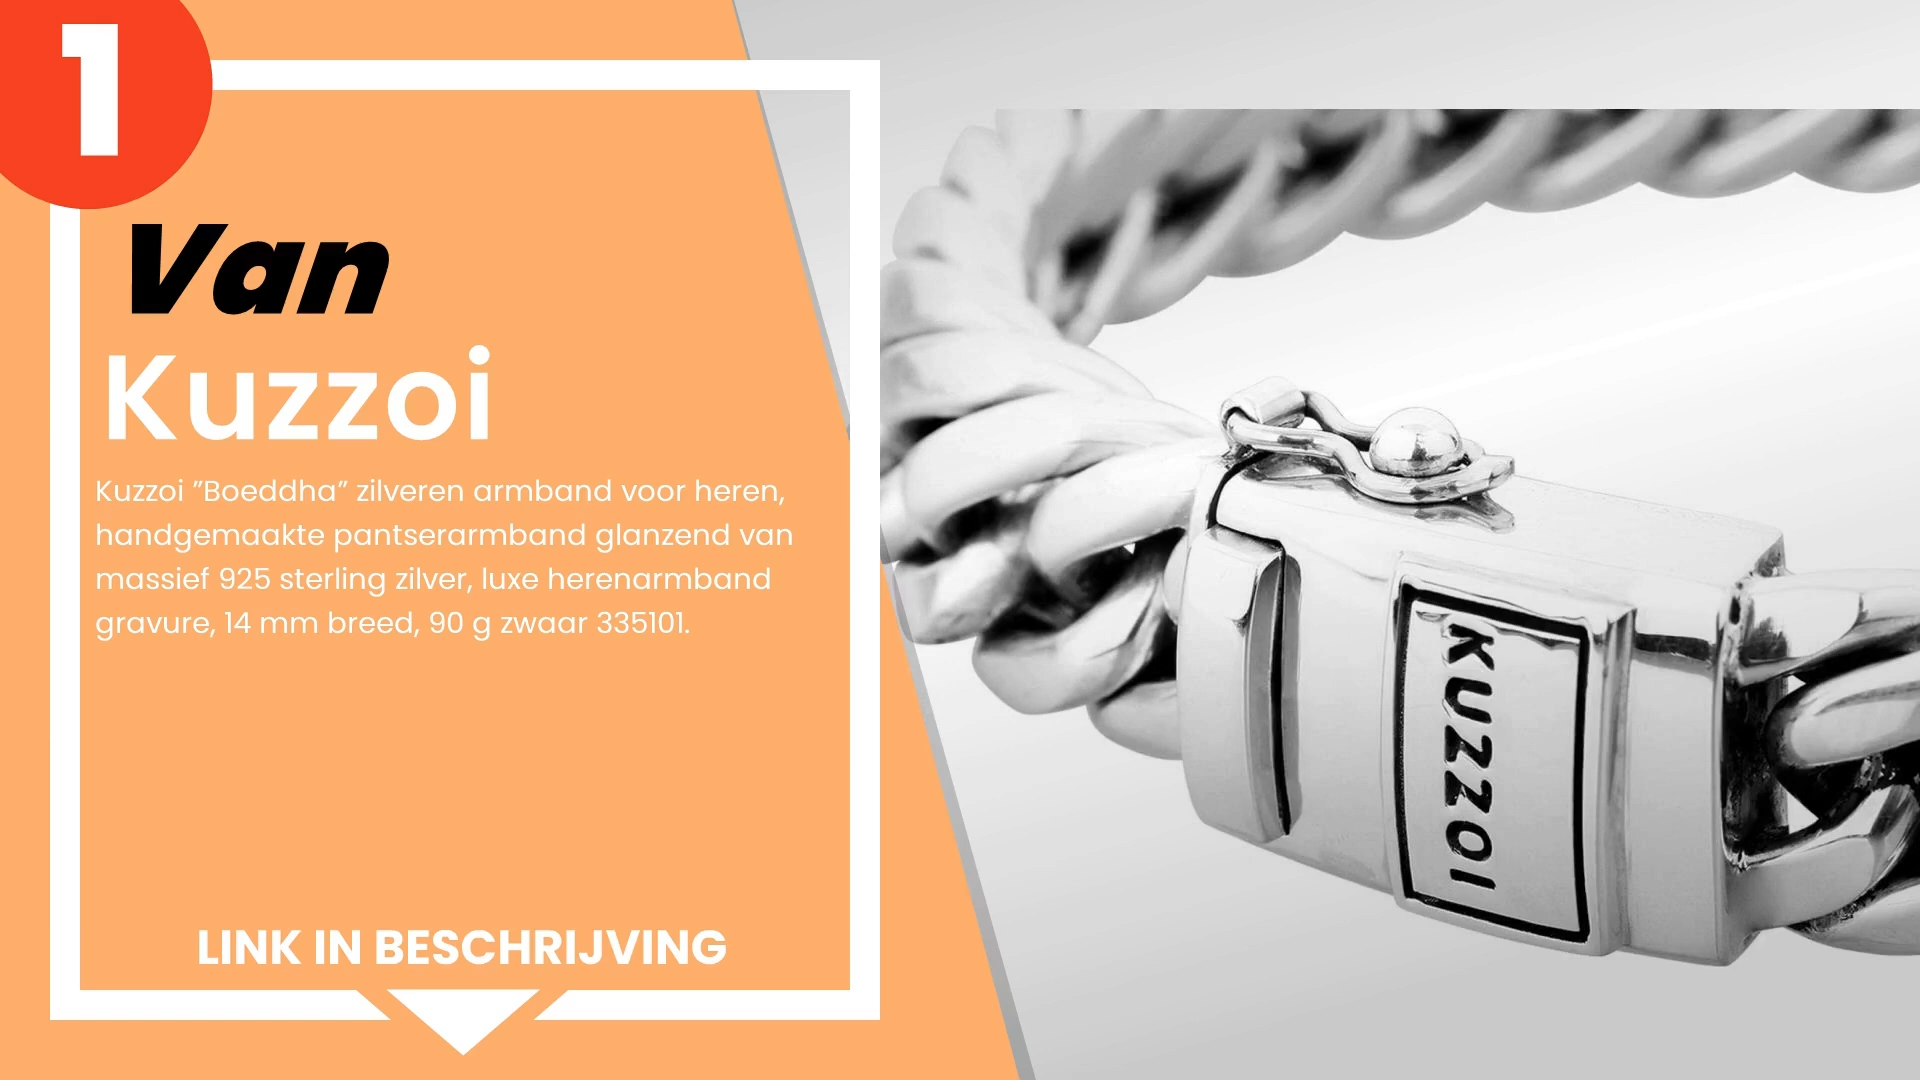 1
Van
Kuzzoi
Kuzzoi "Boeddha" zilveren armband voor heren,
handgemaakte pantserarmband glanzend van
massief 925 sterling zilver, luxe herenarmband
gravure, 14 mm breed, 90 g zwaar 335101.
LINK IN BESCHRIJVING
KUZZOI